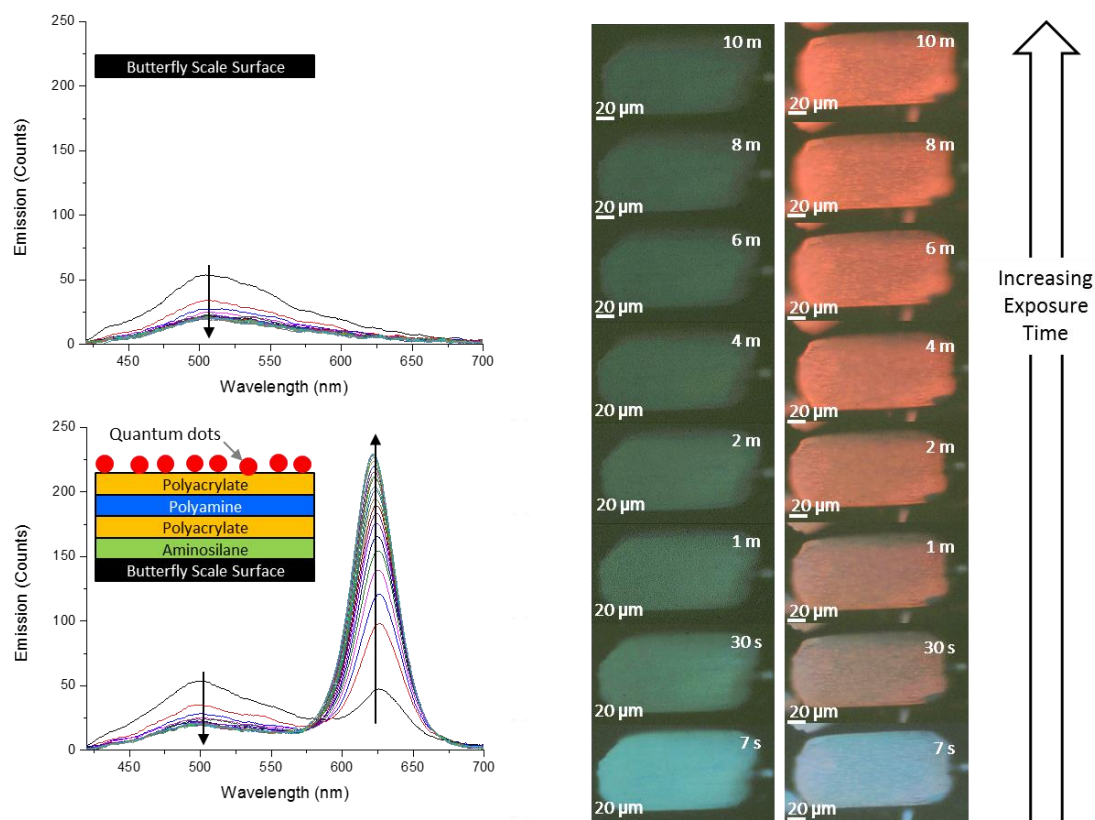 250
200
150
100
50
0
Emission (Counts)
Butterfly Scale Surface
450 500 550 600 650 700
Wavelength (nm)
250
200
150
100
50
0
Emission (Counts)
Quantum dots
Polyacrylate
Polyamine
Polyacrylate
Aminosilane
Butterfly Scale Surface
450 500 550 600 650 700
Wavelength (nm)
10 m
20 µm
8 m
20 µm
6 m
20 µm
4 m
20 µm
2 m
20 µm
1 m
20 µm
30 s
20 µm
7 s
20 µm
10 m
20 µm
8 m
20 µm
6 m
20 µm
4 m
20 µm
2 m
20 µm
1 m
20 µm
30 s
20 µm
7 s
20 µm
Increasing
Exposure
Time